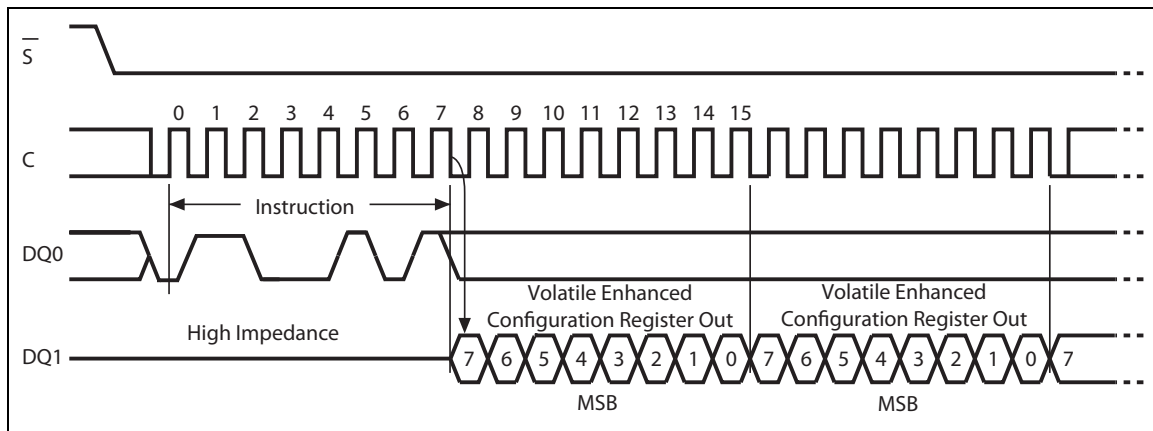 S
0 1 2 3 4 5 6 7 8 9 10 11 12 13 14 15
C
Instruction
DQ0
Volatile Enhanced
Configuration Register Out
Volatile Enhanced
Configuration Register Out
High Impedance
DQ1
7 6 5 4 3 2 1 0 7 6 5 4 3 2 1 0 7
MSB
MSB